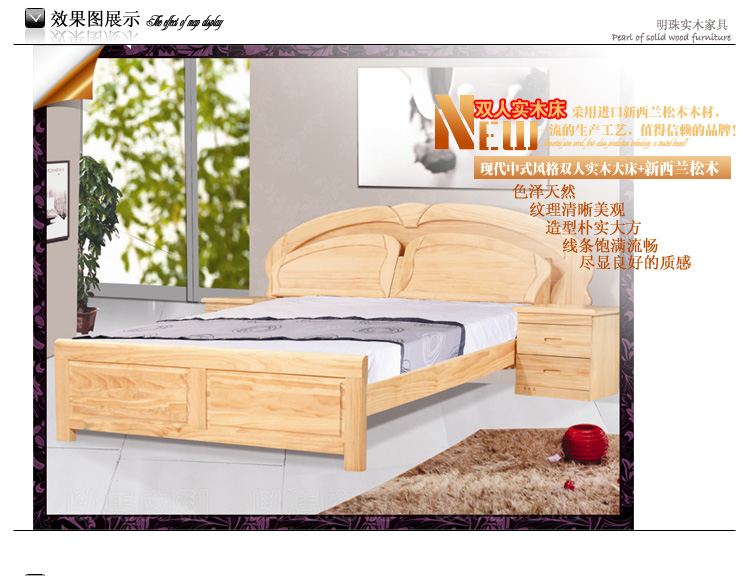 效果图展示 The effect of map display
明珠实木家具
Pearl of solid wood furniture
NEW 双人实木床 采用进口新西兰松木木材，
一流的生产工艺，值得信赖的品牌！
现代中式风格双人实木大床+新西兰松木
色泽天然
纹理清晰美观
造型朴实大方
线条饱满流畅
尽显良好的质感